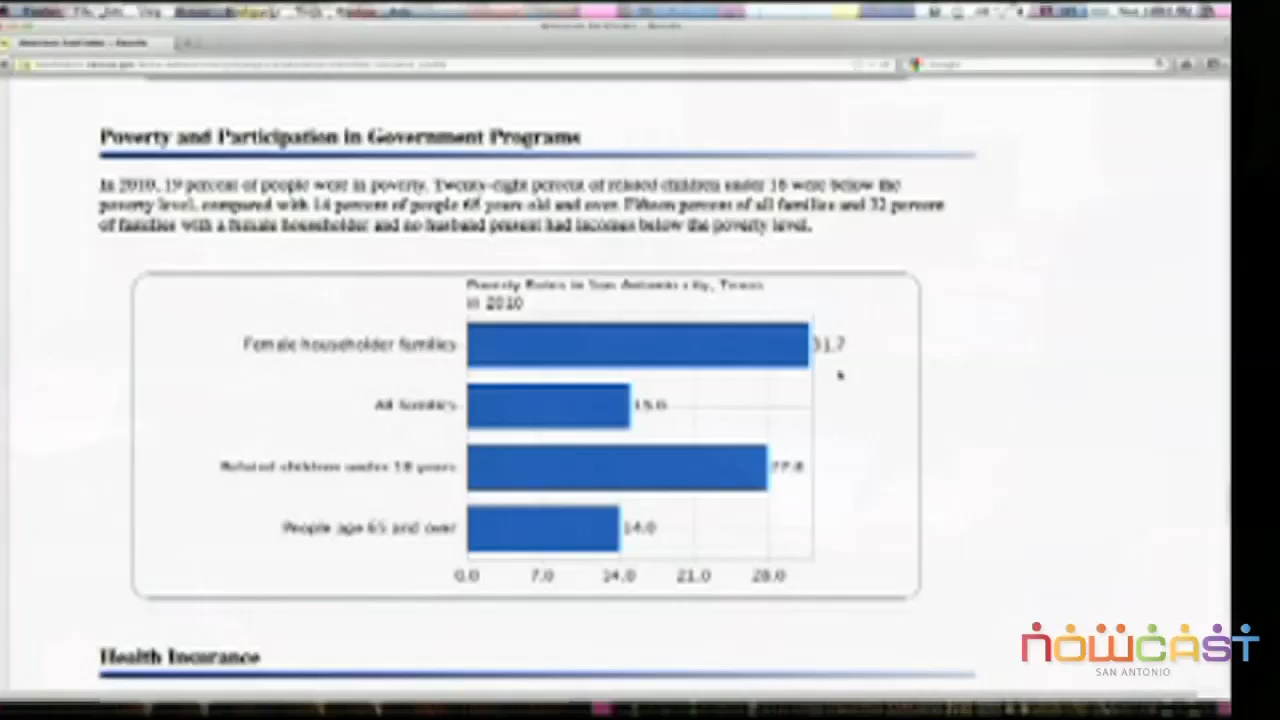 Poverty and Participation in Government Programs
In 2010, 19 percent of people were in poverty. Twenty-eight percent of related children under 18 were below the
poverty level, compared with 14 percent of people 65 years old and over. Fifteen percent of all families and 32 percent
of families with a female householder and no husband present had incomes below the poverty level.
Poverty Rates in San Antonio city, Texas
in 2010
Female householder families 31.7
All families
Related children under 18 years 27.8
People age 65 and over 14.0
0.0 7.0 14.0 21.0 28.0
Health Insurance
NOWCAST
SAN ANTONIO